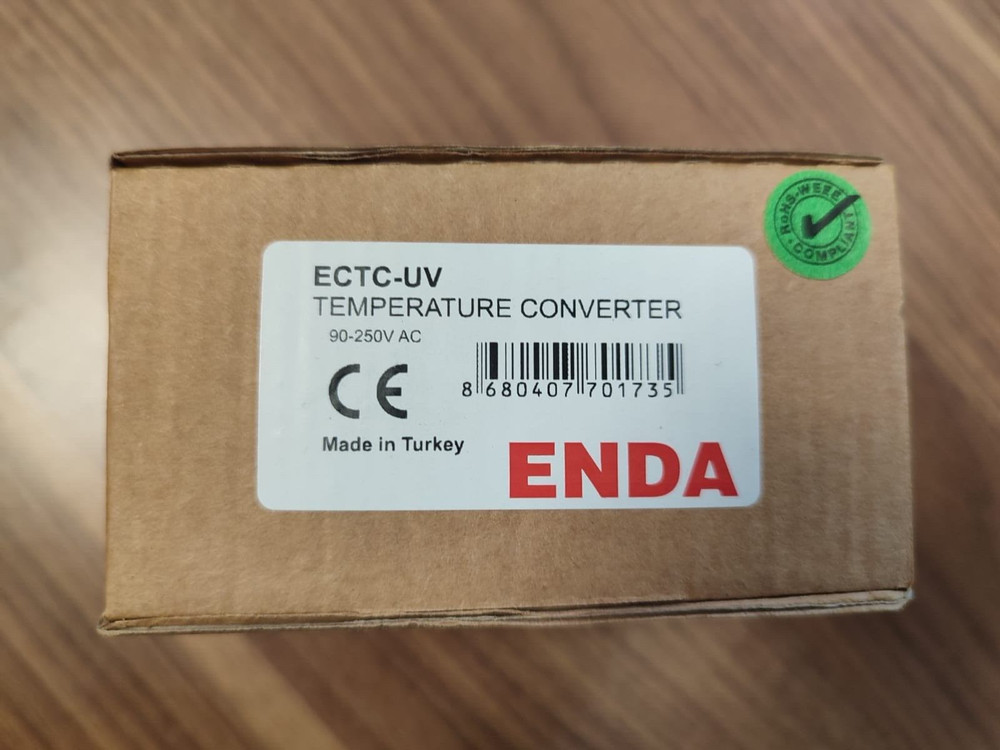 RoHS-WEEE
COMPLIANT
ECTC-UV
TEMPERATURE CONVERTER
90-250V AC
CE
8 680407 701735
Made in Turkey
ENDA